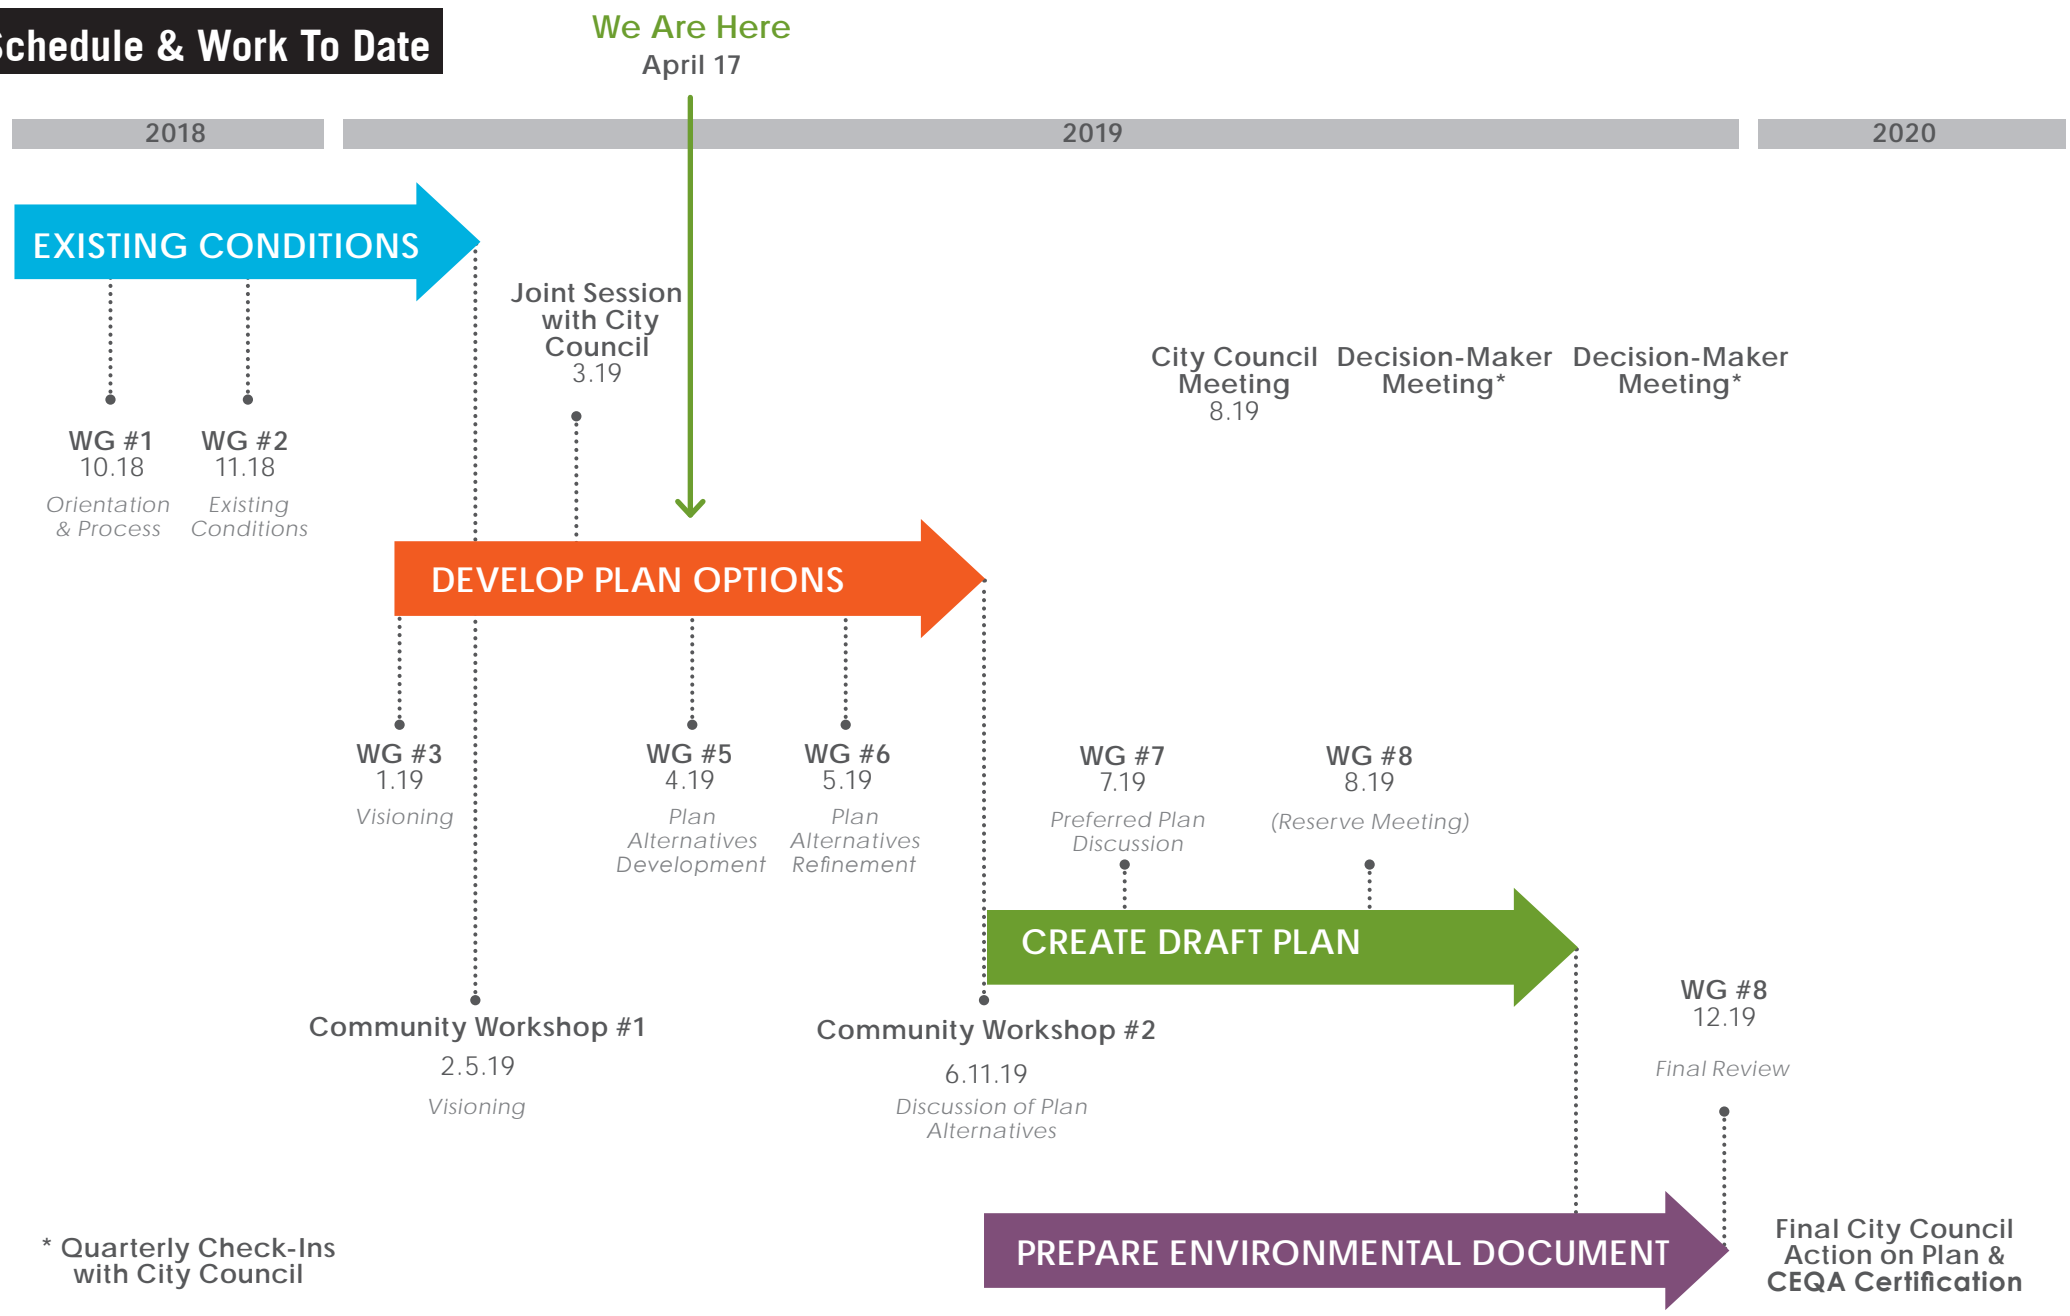 Schedule & Work To Date
We Are Here
April 17
2018
2019
2020
EXISTING CONDITIONS
Joint Session
with City
Council
3.19
City Council
Meeting
8.19
Decision-Maker
Meeting*
Decision-Maker
Meeting*
WG #1
10.18
Orientation
& Process
WG #2
11.18
Existing
Conditions
DEVELOP PLAN OPTIONS
WG #3
1.19
Visioning
WG #5
4.19
Plan
Alternatives
Development
WG #6
5.19
Plan
Alternatives
Refinement
WG #7
7.19
Preferred Plan
Discussion
WG #8
8.19
(Reserve Meeting)
CREATE DRAFT PLAN
Community Workshop #1
2.5.19
Visioning
Community Workshop #2
6.11.19
Discussion of Plan
Alternatives
WG #8
12.19
Final Review
* Quarterly Check-Ins
with City Council
PREPARE ENVIRONMENTAL DOCUMENT
Final City Council
Action on Plan &
CEQA Certification